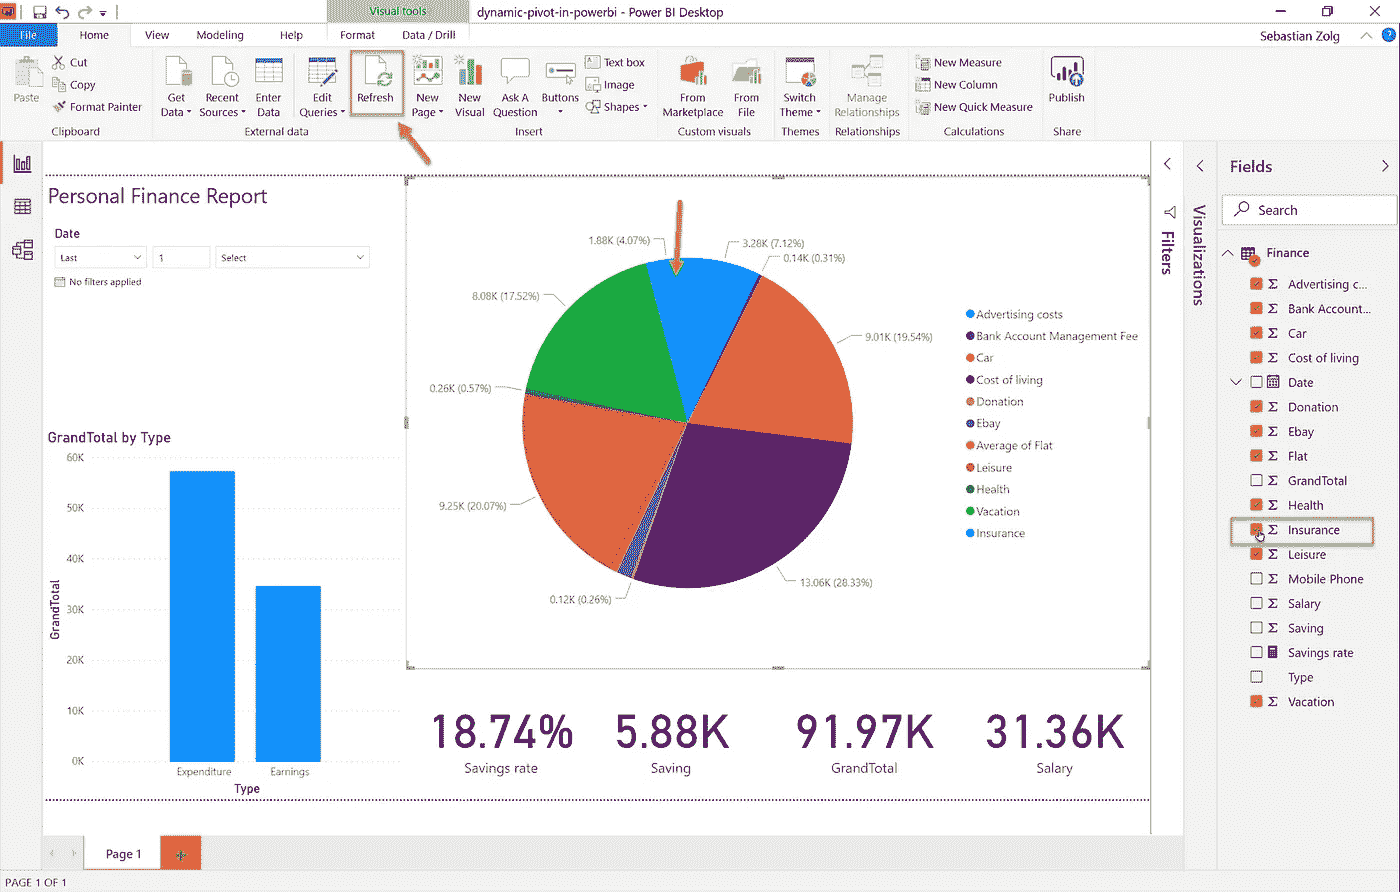 Visual tools
dynamic-pivot-in-powerbi - Power BI Desktop
File Home View Modeling Help Format Data / Drill Sebastian Zolg
Paste
Cut
Copy
Format Painter
Clipboard
Get Data
Recent Sources
Enter Data
Edit Queries
Refresh
External data
New Page
New Visual
Ask A Question
Buttons
Text box
Image
Shapes
Insert
From Marketplace
From File
Custom visuals
Switch Theme
Themes
Manage Relationships
Relationships
New Measure
New Column
New Quick Measure
Calculations
Publish
Share
Personal Finance Report
Date
Last 1 Select
No filters applied
GrandTotal by Type
60K
50K
40K
30K
20K
10K
0K
GrandTotal
Expenditure Earnings
Type
1.88K (4.07%)
3.28K (7.12%)
0.14K (0.31%)
8.08K (17.52%)
9.01K (19.54%)
0.26K (0.57%)
9.25K (20.07%)
0.12K (0.26%)
13.06K (28.33%)
Advertising costs
Bank Account Management Fee
Car
Cost of living
Donation
Ebay
Average of Flat
Leisure
Health
Vacation
Insurance
18.74% 5.88K 91.97K 31.36K
Savings rate Saving GrandTotal Salary
Filters
Visualizations
Fields
Search
Finance
Advertising c...
Bank Account...
Car
Cost of living
Date
Donation
Ebay
Flat
GrandTotal
Health
Insurance
Leisure
Mobile Phone
Salary
Saving
Savings rate
Type
Vacation
Page 1
PAGE 1 OF 1